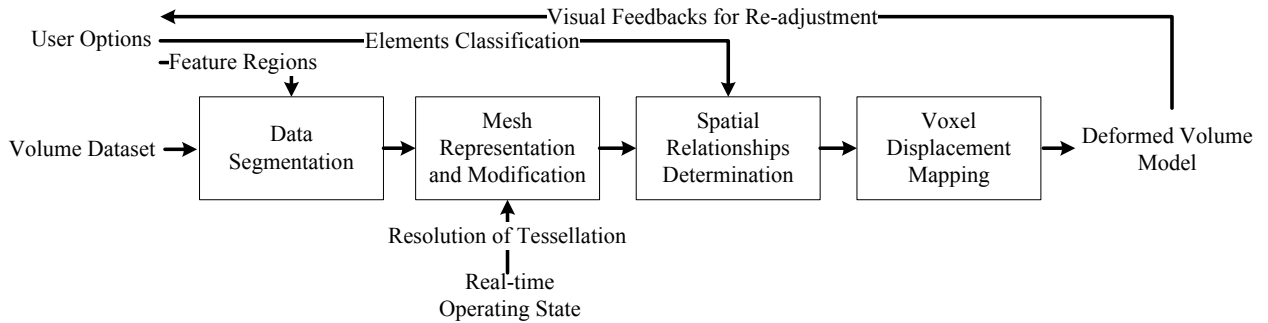 Visual Feedbacks for Re-adjustment
User Options
Elements Classification
Feature Regions
Volume Dataset
Data
Segmentation
Mesh
Representation
and Modification
Spatial
Relationships
Determination
Voxel
Displacement
Mapping
Deformed Volume
Model
Resolution of Tessellation
Real-time
Operating State